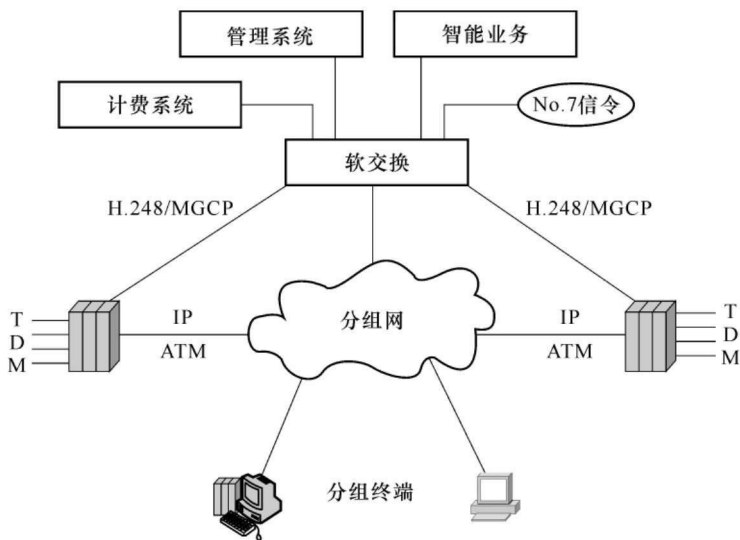 管理系统
智能业务
计费系统
No.7信令
软交换
H.248/MGCP
H.248/MGCP
T
D
M
IP
ATM
分组网
IP
ATM
T
D
M
分组终端